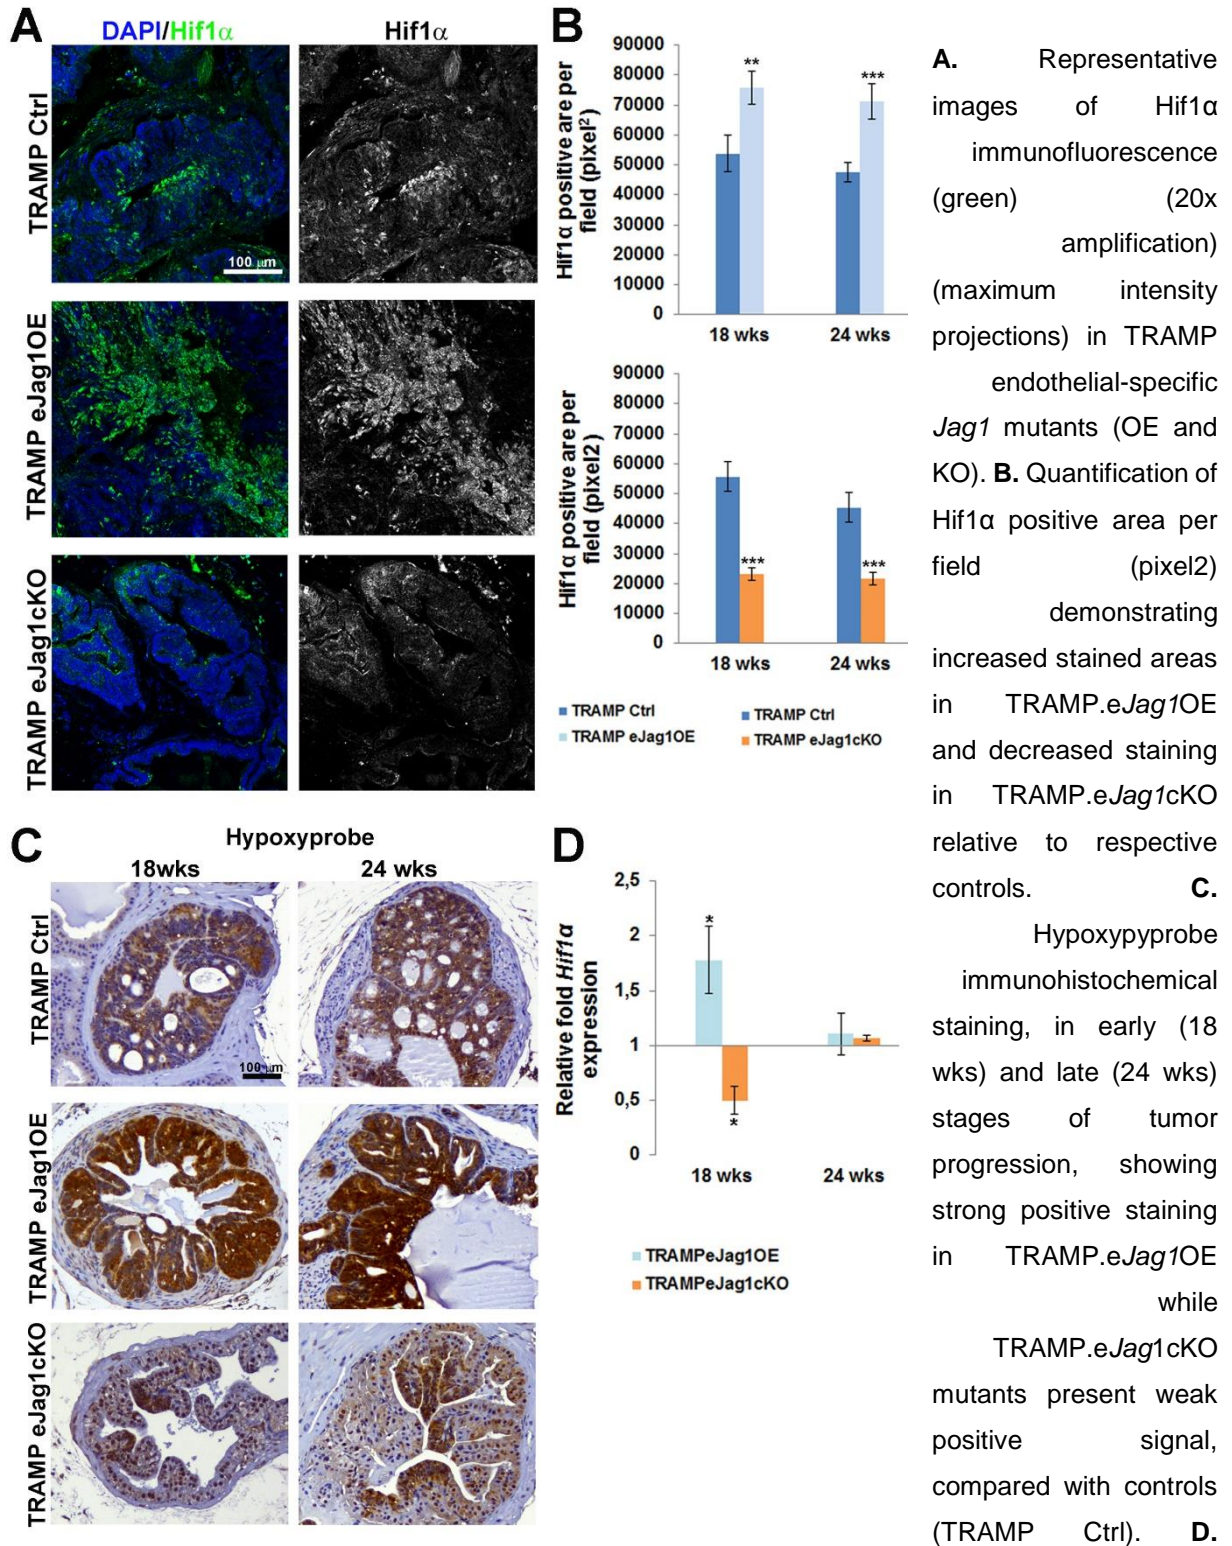 A
DAPI/Hif1α
Hif1α
TRAMP Ctrl
100 µm
TRAMP eJag1OE
TRAMP eJag1cKO
B
Hif1α positive are per
field (pixel²)
90000
80000
70000
60000
50000
40000
30000
20000
10000
0
**
***
18 wks
24 wks
Hif1α positive are per
field (pixel2)
90000
80000
70000
60000
50000
40000
30000
20000
10000
0
***
***
18 wks
24 wks
TRAMP Ctrl
TRAMP eJag1OE
TRAMP Ctrl
TRAMP eJag1cKO
C
Hypoxyprobe
18wks
24 wks
TRAMP Ctrl
100 µm
TRAMP eJag1OE
TRAMP eJag1cKO
D
Relative fold Hif1α
expression
2,5
2
1,5
1
0,5
0
*
*
18 wks
24 wks
TRAMPeJag1OE
TRAMPeJag1cKO
A. Representative
images of Hif1α
immunofluorescence
(green) (20x
amplification)
(maximum intensity
projections) in TRAMP
endothelial-specific
Jag1 mutants (OE and
KO). B. Quantification of
Hif1α positive area per
field (pixel2)
demonstrating
increased stained areas
in TRAMP.eJag1OE
and decreased staining
in TRAMP.eJag1cKO
relative to respective
controls. C.
Hypoxypyprobe
immunohistochemical
staining, in early (18
wks) and late (24 wks)
stages of tumor
progression, showing
strong positive staining
in TRAMP.eJag1OE
while
TRAMP.eJag1cKO
mutants present weak
positive signal,
compared with controls
(TRAMP Ctrl). D.